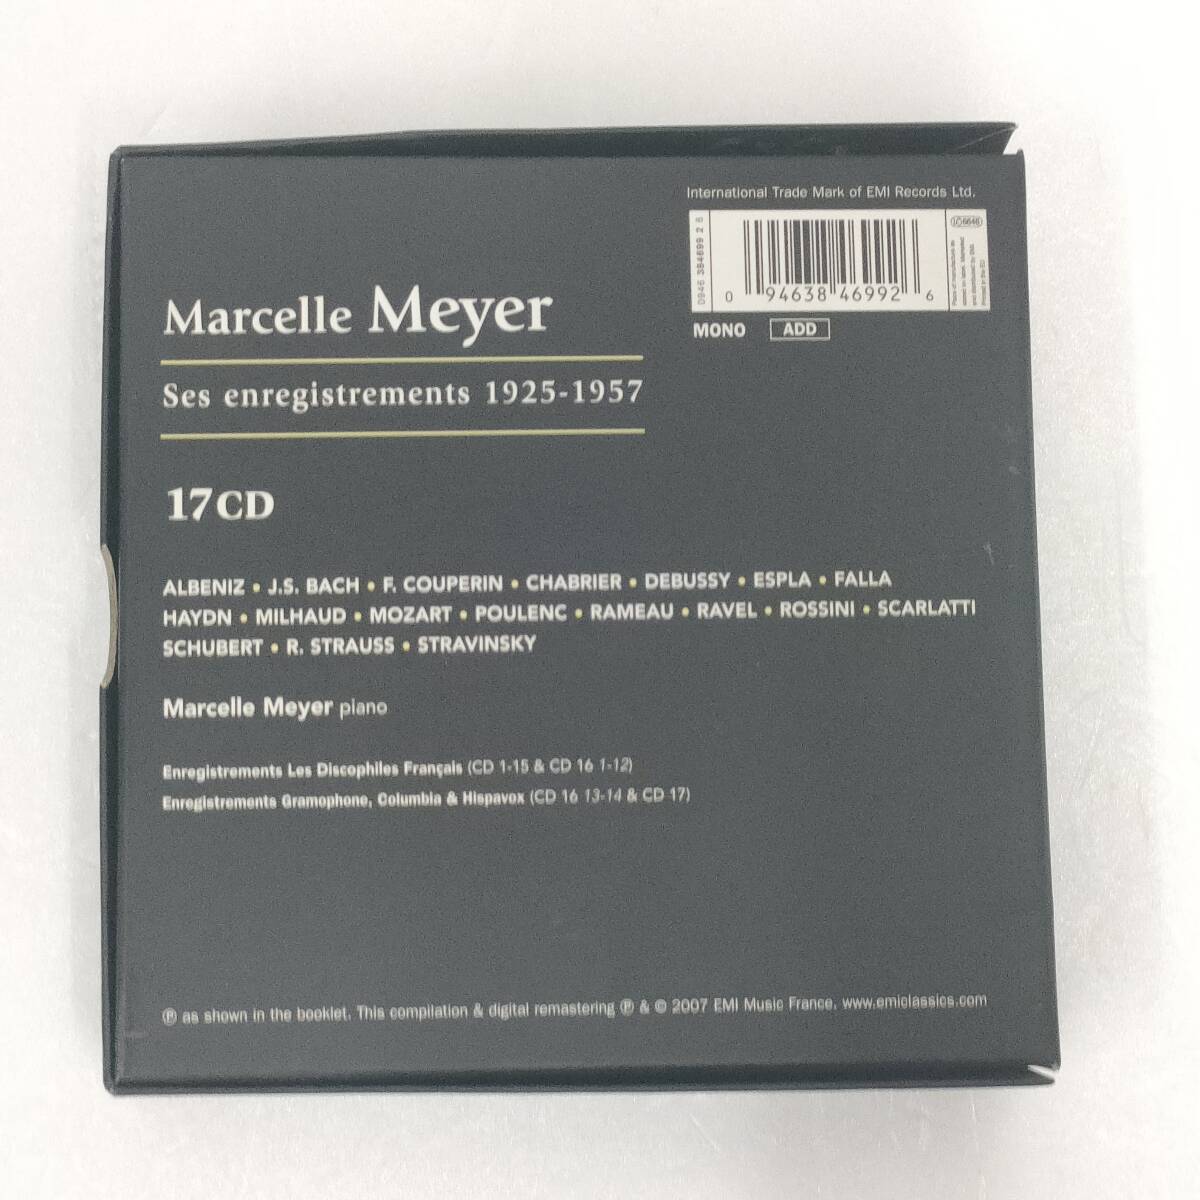 International Trade Mark of EMI Records Ltd.
0946 384699 2 6
0 94638 46992 6
MONO ADD
Marcelle Meyer
Ses enregistrements 1925-1957
17CD
ALBENIZ • J.S. BACH • F. COUPERIN • CHABRIER • DEBUSSY • ESPLA • FALLA
HAYDN • MILHAUD • MOZART • POULENC • RAMEAU • RAVEL • ROSSINI • SCARLATTI
SCHUBERT • R. STRAUSS • STRAVINSKY
Marcelle Meyer piano
Enregistrements Les Discophiles Français (CD 1-15 & CD 16 1-12)
Enregistrements Gramophone, Columbia & Hispavox (CD 16 13-14 & CD 17)
℗ as shown in the booklet. This compilation & digital remastering ℗ & © 2007 EMI Music France. www.emiclassics.com